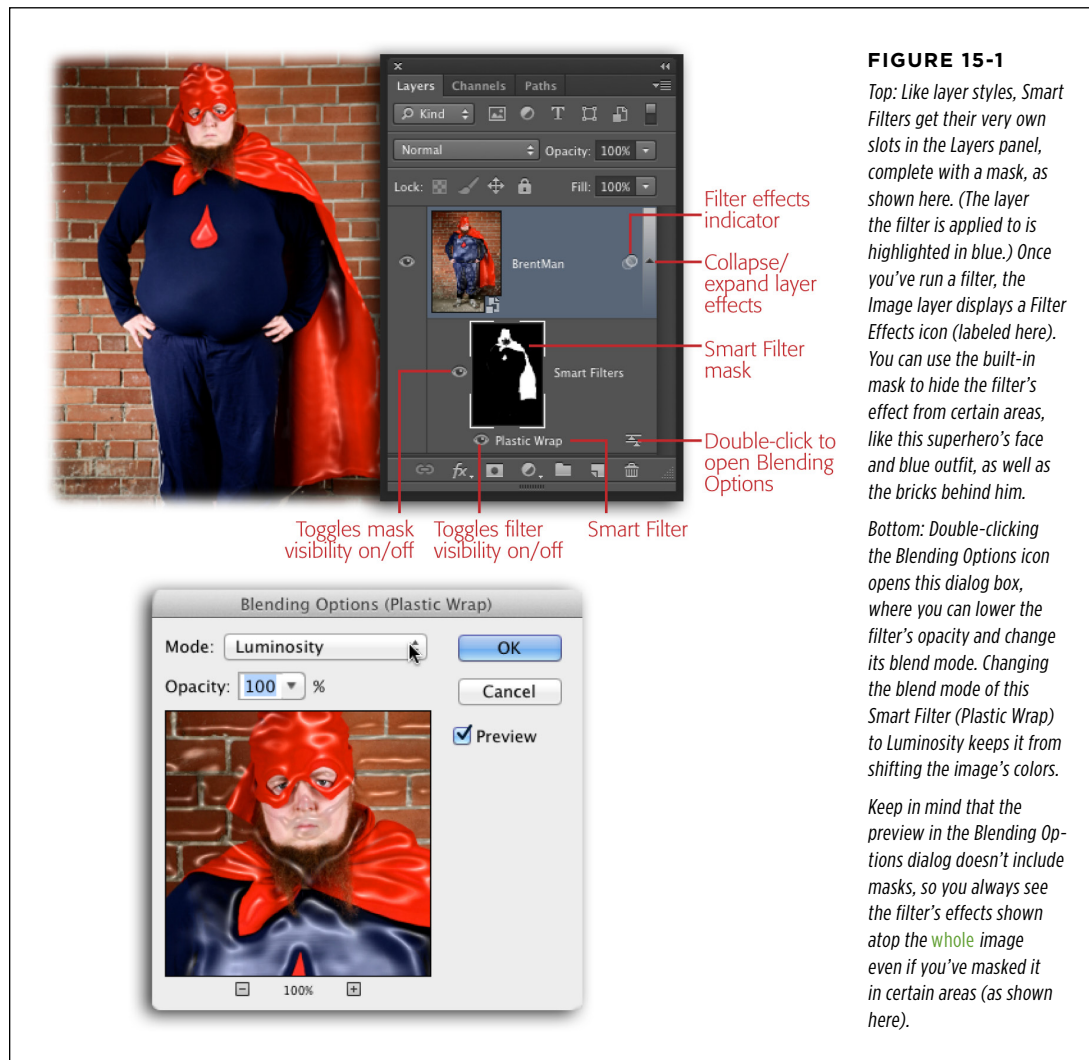 Layers Channels Paths
Kind
T
Normal Opacity: 100%
Lock: Fill: 100%
BrentMan
Smart Filters
Plastic Wrap
fx
Filter effects
indicator
Collapse/
expand layer
effects
Smart Filter
mask
Double-click to
open Blending
Options
Toggles mask
visibility on/off
Toggles filter
visibility on/off
Smart Filter
Blending Options (Plastic Wrap)
Mode: Luminosity
OK
Opacity: 100 %
Cancel
Preview
100%
FIGURE 15-1
Top: Like layer styles, Smart
Filters get their very own
slots in the Layers panel,
complete with a mask, as
shown here. (The layer
the filter is applied to is
highlighted in blue.) Once
you've run a filter, the
Image layer displays a Filter
Effects icon (labeled here).
You can use the built-in
mask to hide the filter's
effect from certain areas,
like this superhero's face
and blue outfit, as well as
the bricks behind him.
Bottom: Double-clicking
the Blending Options icon
opens this dialog box,
where you can lower the
filter's opacity and change
its blend mode. Changing
the blend mode of this
Smart Filter (Plastic Wrap)
to Luminosity keeps it from
shifting the image's colors.
Keep in mind that the
preview in the Blending Op-
tions dialog doesn't include
masks, so you always see
the filter's effects shown
atop the whole image
even if you've masked it
in certain areas (as shown
here).